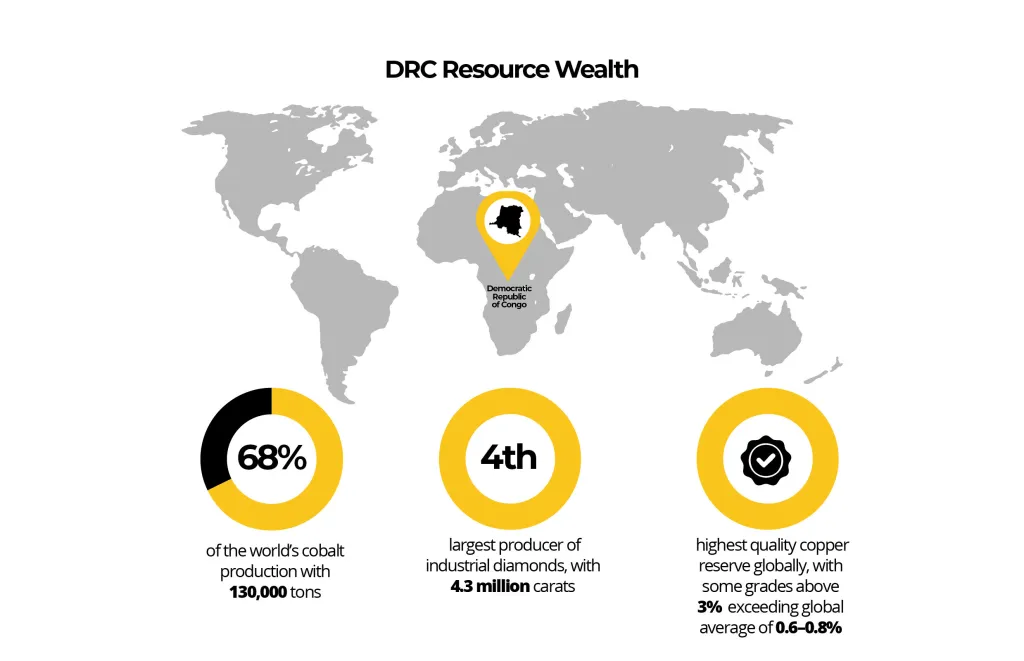 DRC Resource Wealth
Democratic
Republic
of Congo
68%
of the world's cobalt
production with
130,000 tons
4th
largest producer of
industrial diamonds, with
4.3 million carats
highest quality copper
reserve globally, with
some grades above
3% exceeding global
average of 0.6–0.8%